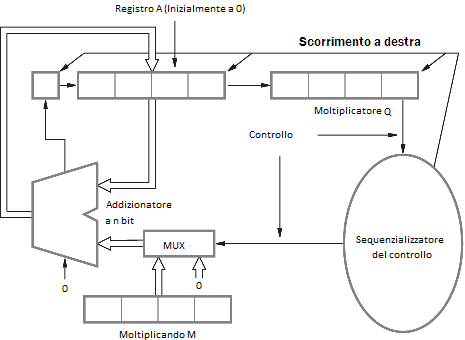 Registro A (Inizialmente a 0)
Scorrimento a destra
Moltiplicatore Q
Controllo
Addizionatore
a n bit
MUX
Sequenzializzatore
del controllo
0
0
Moltiplicando M